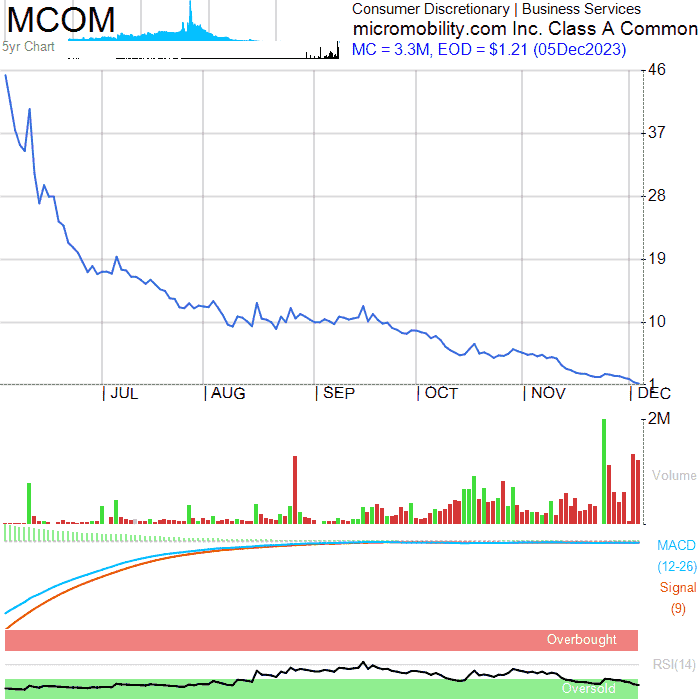 MCOM
5yr Chart
Consumer Discretionary | Business Services
micromobility.com Inc. Class A Common
MC = 3.3M, EOD = $1.21 (05Dec2023)
46
37
28
19
10
1
JUL
AUG
SEP
OCT
NOV
DEC
2M
Volume
MACD
(12-26)
Signal
(9)
Overbought
RSI(14)
Oversold